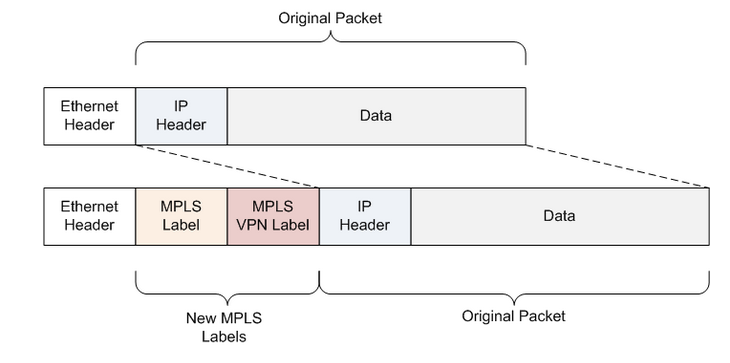 Original Packet
Ethernet
Header
IP
Header
Data
Ethernet
Header
MPLS
Label
MPLS
VPN Label
IP
Header
Data
New MPLS
Labels
Original Packet